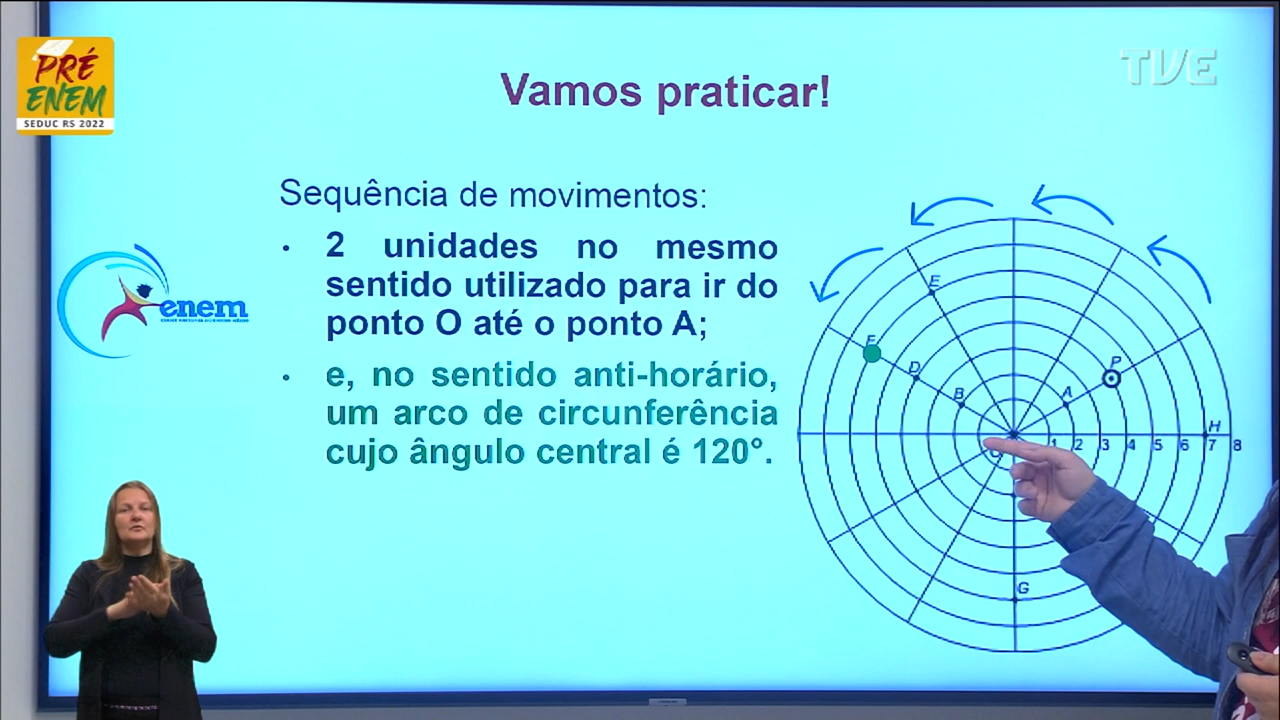 PRÉ
ENEM
SEDUC RS 2022
TVE
Vamos praticar!
Sequência de movimentos:
• 2 unidades no mesmo
sentido utilizado para ir do
ponto O até o ponto A;
• e, no sentido anti-horário,
um arco de circunferência
cujo ângulo central é 120°.
enem
E
F
P
D
B
A
H
1 2 3 4 5 6 7 8
G